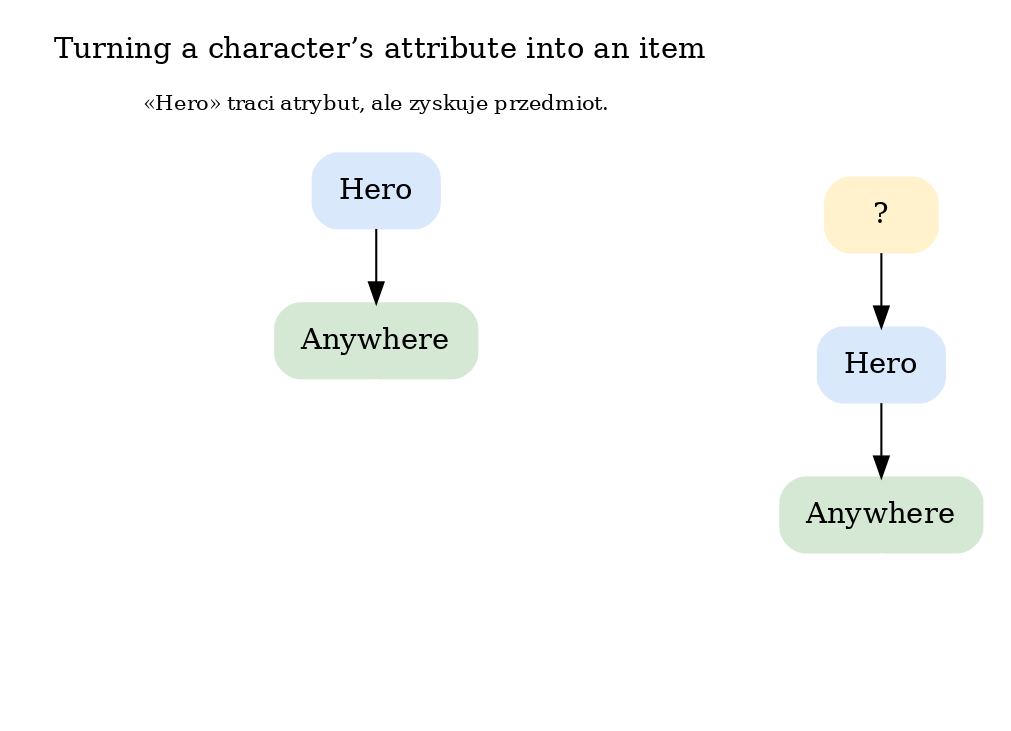 Turning a character’s attribute into an item
«Hero» traci atrybut, ale zyskuje przedmiot.
Hero
Anywhere
?
Hero
Anywhere